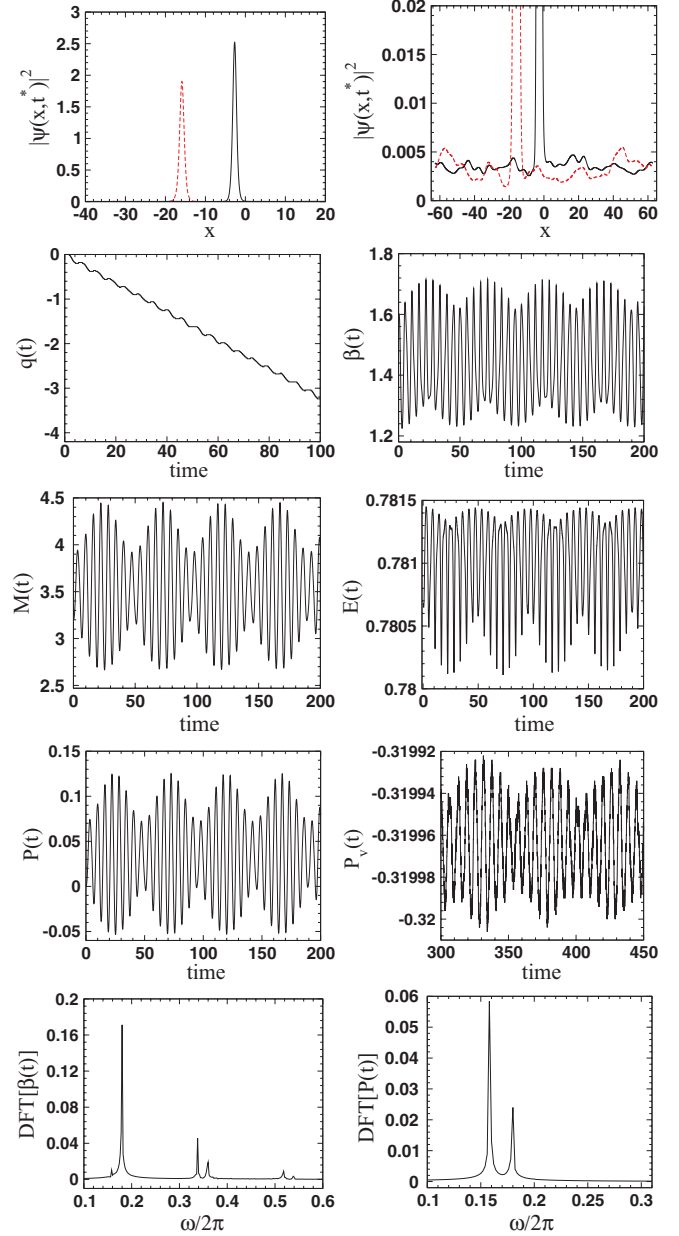 3
2.5
2
1.5
1
0.5
0
-40 -30 -20 -10 0 10 20
x
|ψ(x,t*)|²
0.02
0.015
0.01
0.005
0
-60 -40 -20 0 20 40 60
x
|ψ(x,t*)|²
0
-1
-2
-3
-4
0 20 40 60 80 100
time
q(t)
1.8
1.6
1.4
1.2
0 50 100 150 200
time
β(t)
4.5
4
3.5
3
2.5
0 50 100 150 200
time
M(t)
0.7815
0.781
0.7805
0.78
0 50 100 150 200
time
E(t)
0.15
0.1
0.05
0
-0.05
0 50 100 150 200
time
P(t)
-0.31992
-0.31994
-0.31996
-0.31998
-0.32
300 350 400 450
time
Pᵥ(t)
0.2
0.16
0.12
0.08
0.04
0
0.1 0.2 0.3 0.4 0.5 0.6
ω/2π
DFT[β(t)]
0.06
0.05
0.04
0.03
0.02
0.01
0
0.1 0.15 0.2 0.25 0.3
ω/2π
DFT[P(t)]